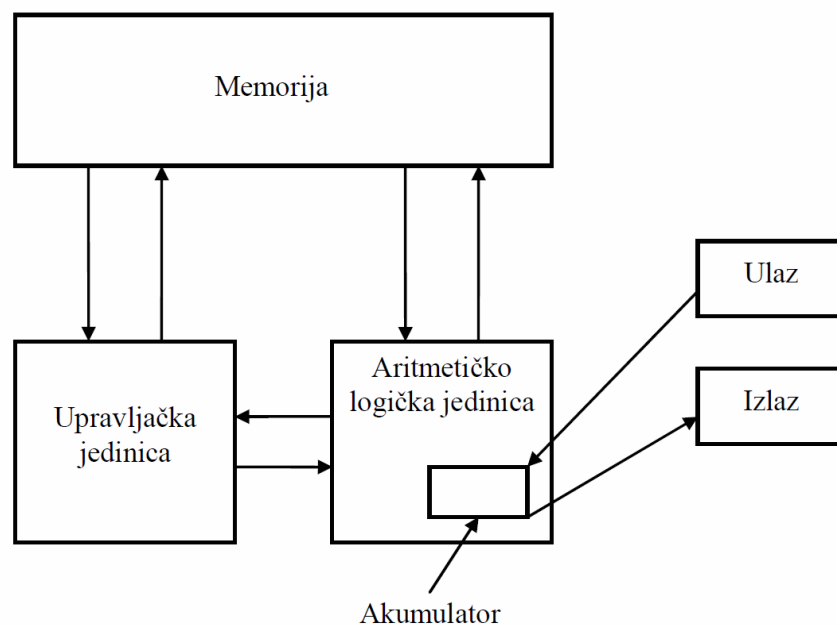 Memorija
Ulaz
Aritmetičko
logička jedinica
Izlaz
Upravljačka
jedinica
Akumulator